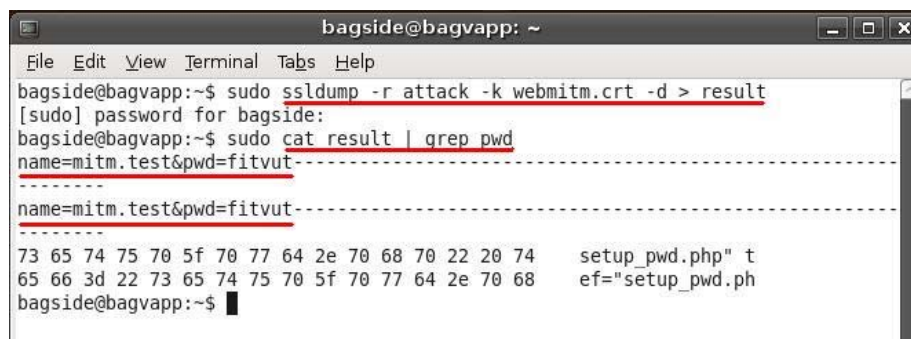 bagside@bagvapp: ~
File Edit View Terminal Tabs Help
bagside@bagvapp:~$ sudo ssldump -r attack -k webmitm.crt -d > result
[sudo] password for bagside:
bagside@bagvapp:~$ sudo cat result | grep pwd
name=mitm.test&pwd=fitvut-----------------------------------------------------------
--------
name=mitm.test&pwd=fitvut-----------------------------------------------------------
--------
73 65 74 75 70 5f 70 77 64 2e 70 68 70 22 20 74    setup_pwd.php" t
65 66 3d 22 73 65 74 75 70 5f 70 77 64 2e 70 68    ef="setup_pwd.ph
bagside@bagvapp:~$